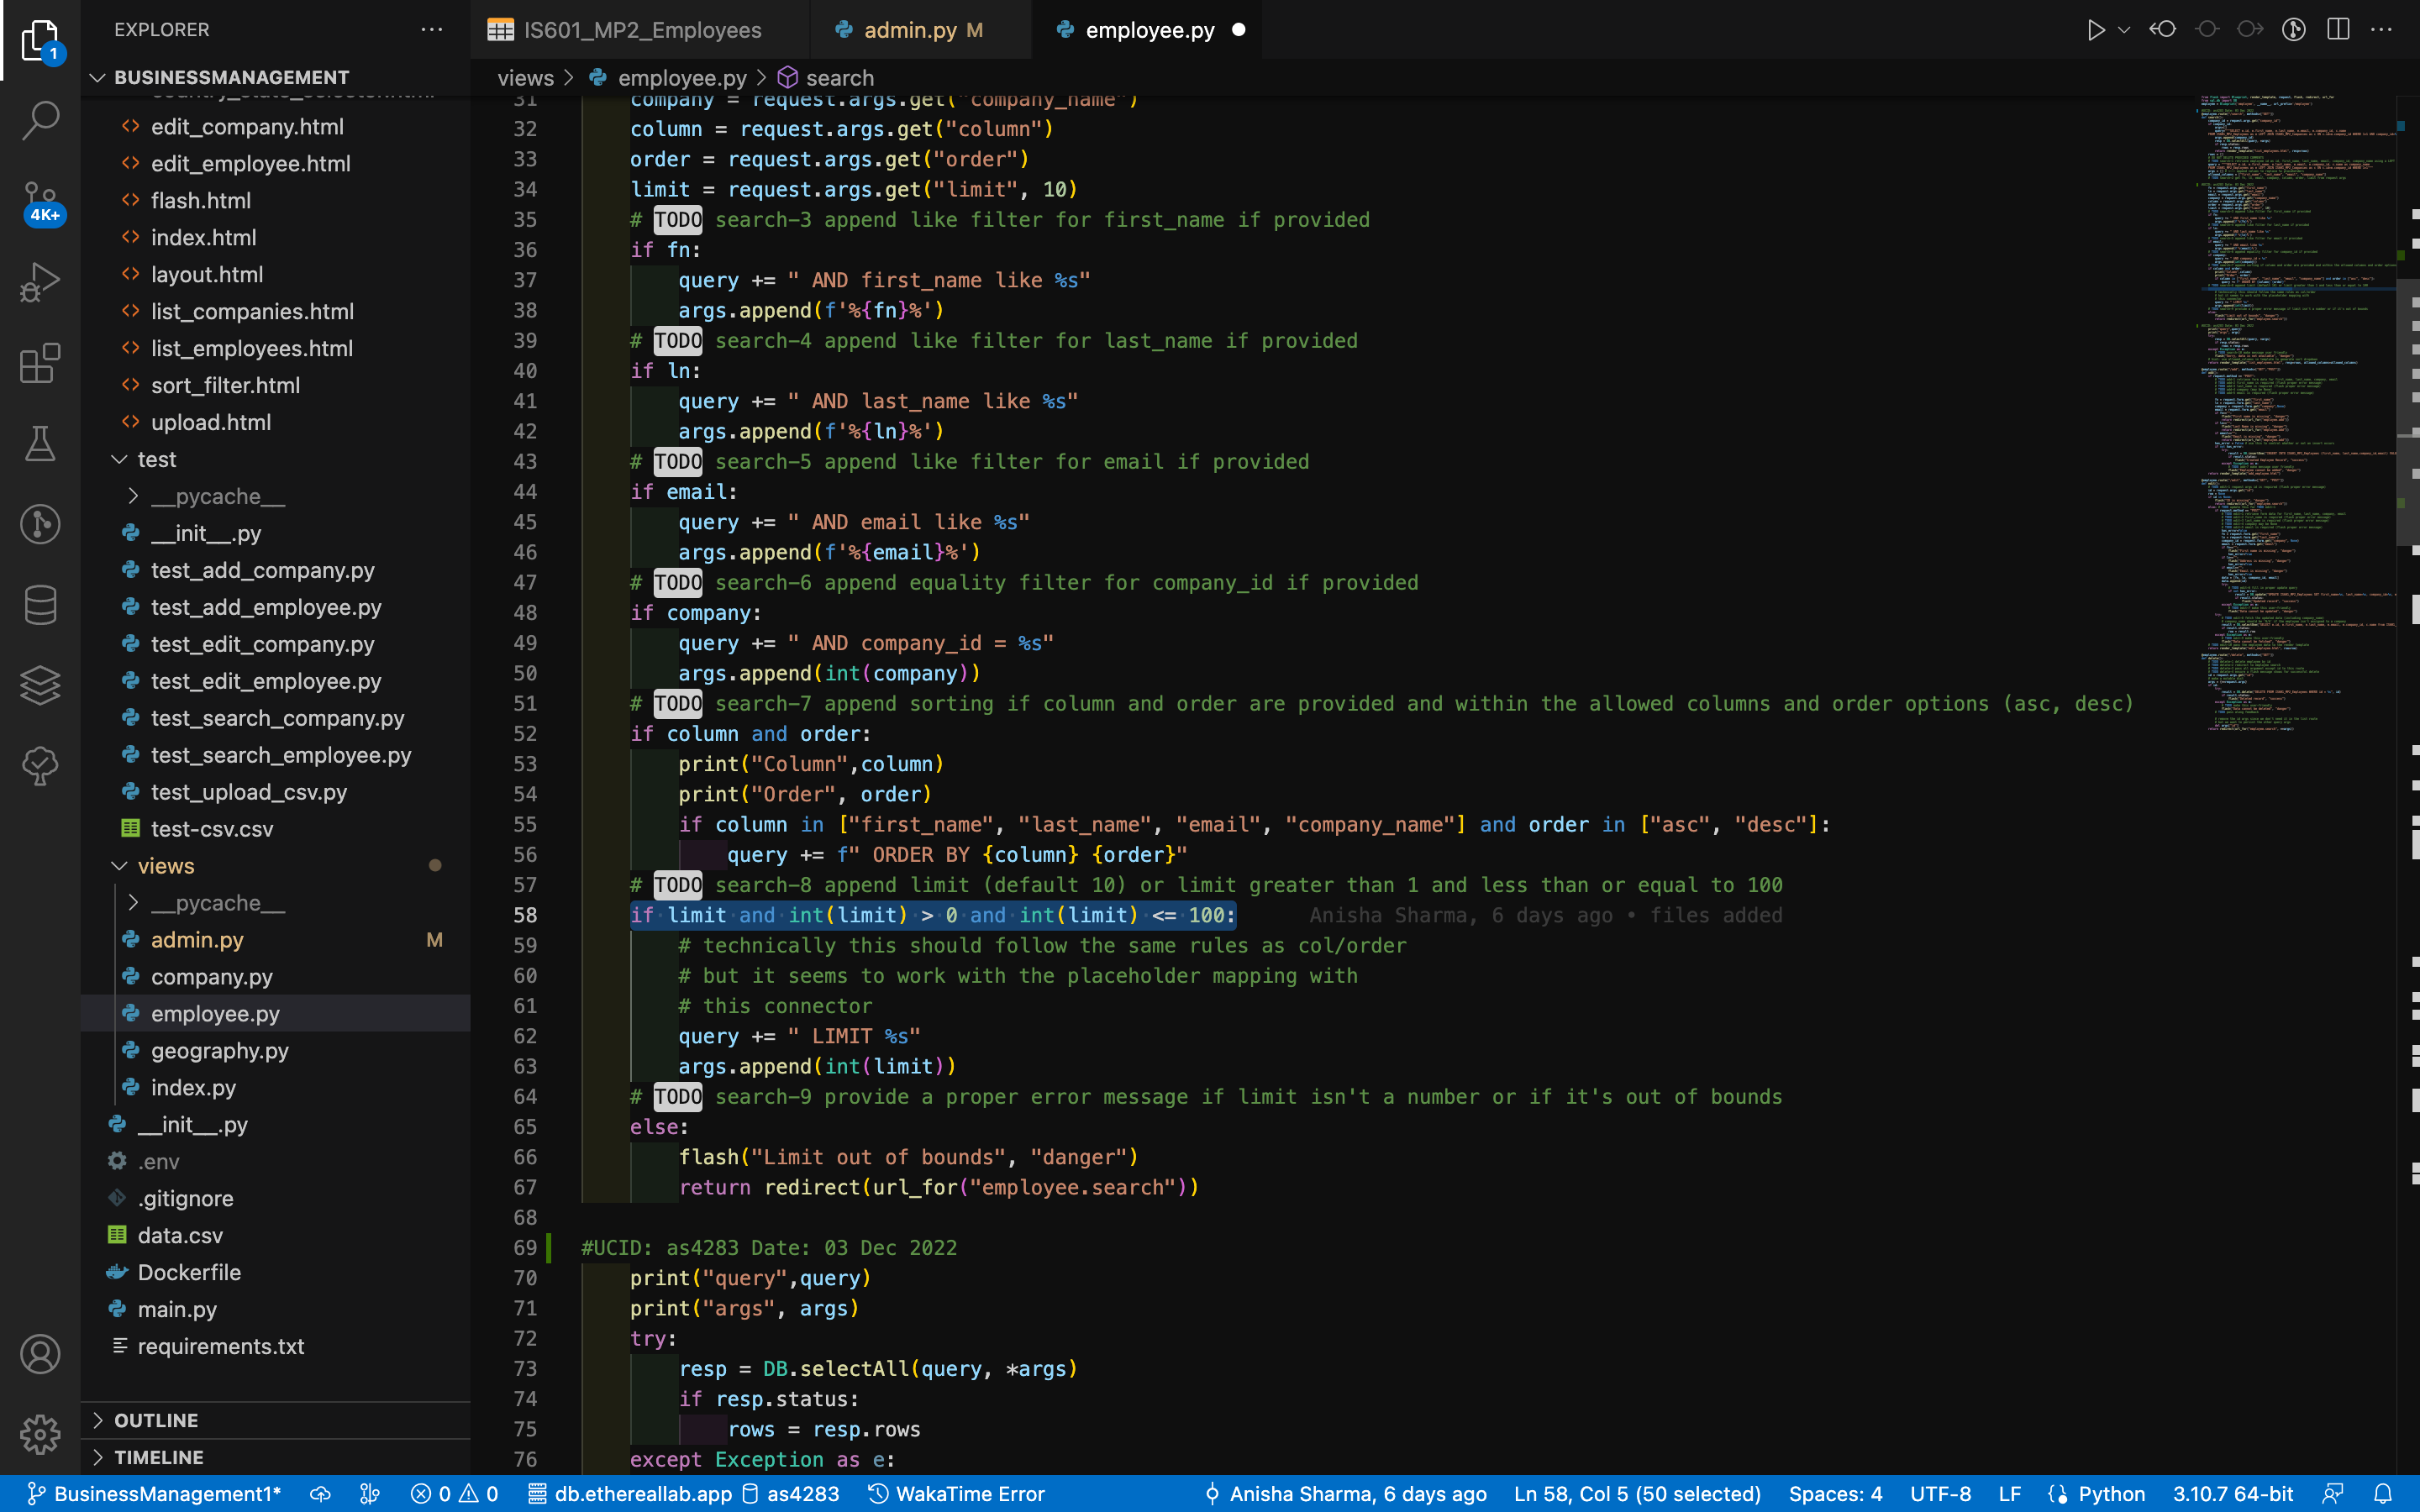 EXPLORER
IS601_MP2_Employees
admin.py M
employee.py
1
BUSINESSMANAGEMENT
views > employee.py > search
edit_company.html
edit_employee.html
flash.html
index.html
layout.html
list_companies.html
list_employees.html
sort_filter.html
upload.html
test
__pycache__
__init__.py
test_add_company.py
test_add_employee.py
test_edit_company.py
test_edit_employee.py
test_search_company.py
test_search_employee.py
test_upload_csv.py
test-csv.csv
views
__pycache__
admin.py M
company.py
employee.py
geography.py
index.py
__init__.py
.env
.gitignore
data.csv
Dockerfile
main.py
requirements.txt
OUTLINE
TIMELINE
4K+
31 company = request.args.get("company_name")
32 column = request.args.get("column")
33 order = request.args.get("order")
34 limit = request.args.get("limit", 10)
35 # TODO search-3 append like filter for first_name if provided
36 if fn:
37 query += " AND first_name like %s"
38 args.append(f'%{fn}%')
39 # TODO search-4 append like filter for last_name if provided
40 if ln:
41 query += " AND last_name like %s"
42 args.append(f'%{ln}%')
43 # TODO search-5 append like filter for email if provided
44 if email:
45 query += " AND email like %s"
46 args.append(f'%{email}%')
47 # TODO search-6 append equality filter for company_id if provided
48 if company:
49 query += " AND company_id = %s"
50 args.append(int(company))
51 # TODO search-7 append sorting if column and order are provided and within the allowed columns and order options (asc, desc)
52 if column and order:
53 print("Column",column)
54 print("Order", order)
55 if column in ["first_name", "last_name", "email", "company_name"] and order in ["asc", "desc"]:
56 query += f" ORDER BY {column} {order}"
57 # TODO search-8 append limit (default 10) or limit greater than 1 and less than or equal to 100
58 if limit and int(limit) > 0 and int(limit) <= 100: Anisha Sharma, 6 days ago • files added
59 # technically this should follow the same rules as col/order
60 # but it seems to work with the placeholder mapping with
61 # this connector
62 query += " LIMIT %s"
63 args.append(int(limit))
64 # TODO search-9 provide a proper error message if limit isn't a number or if it's out of bounds
65 else:
66 flash("Limit out of bounds", "danger")
67 return redirect(url_for("employee.search"))
68
69 #UCID: as4283 Date: 03 Dec 2022
70 print("query",query)
71 print("args", args)
72 try:
73 resp = DB.selectAll(query, *args)
74 if resp.status:
75 rows = resp.rows
76 except Exception as e:
BusinessManagement1* 0 0 db.ethereallab.app as4283 WakaTime Error Anisha Sharma, 6 days ago Ln 58, Col 5 (50 selected) Spaces: 4 UTF-8 LF Python 3.10.7 64-bit